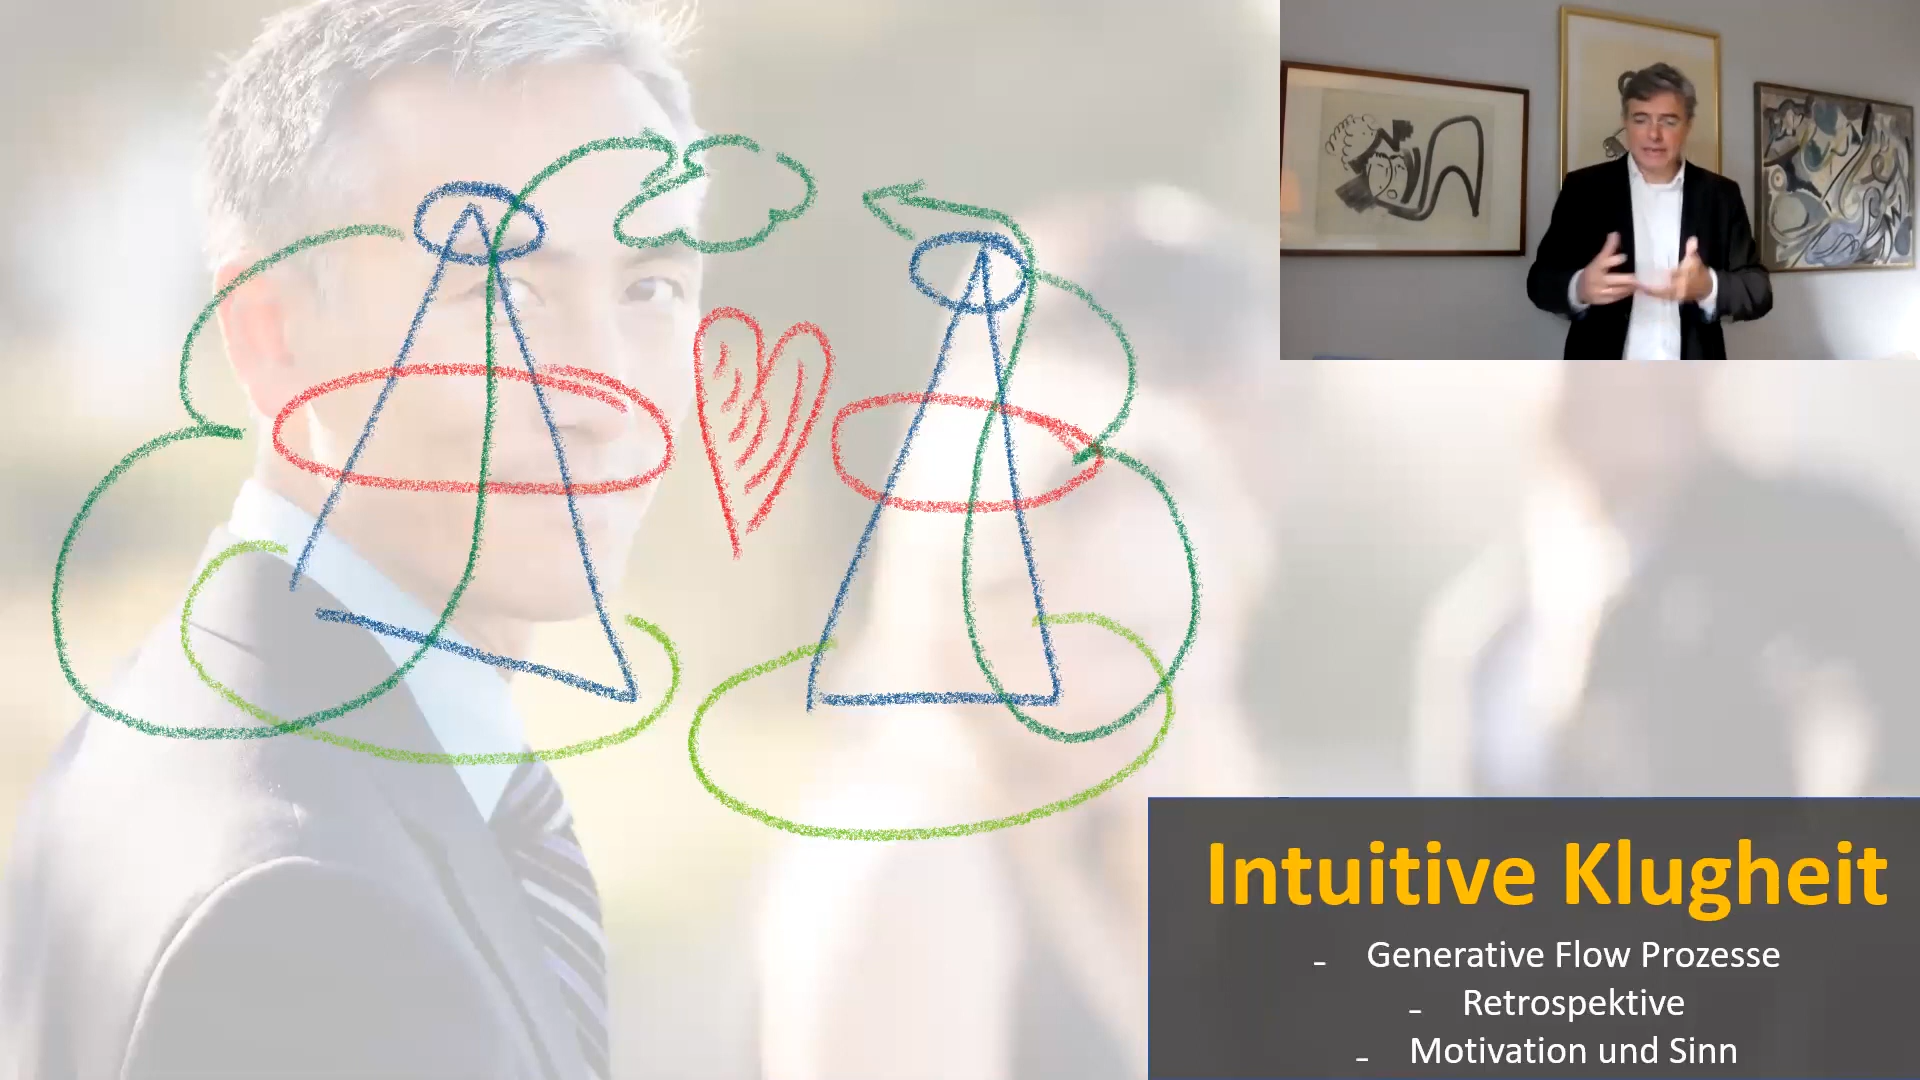 Intuitive Klugheit
- Generative Flow Prozesse
- Retrospektive
- Motivation und Sinn